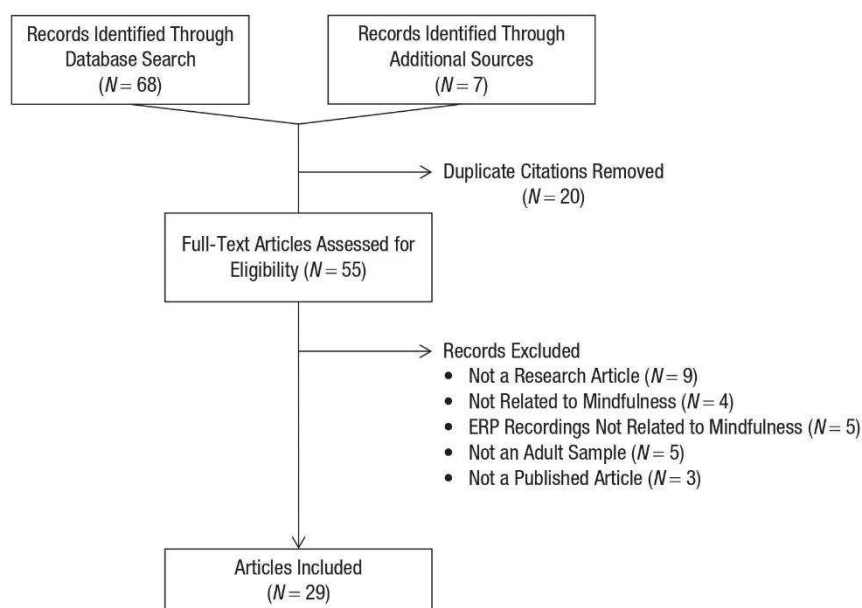 Records Identified Through
Database Search
(N = 68)
Records Identified Through
Additional Sources
(N = 7)
Duplicate Citations Removed
(N = 20)
Full-Text Articles Assessed for
Eligibility (N = 55)
Records Excluded
• Not a Research Article (N = 9)
• Not Related to Mindfulness (N = 4)
• ERP Recordings Not Related to Mindfulness (N = 5)
• Not an Adult Sample (N = 5)
• Not a Published Article (N = 3)
Articles Included
(N = 29)